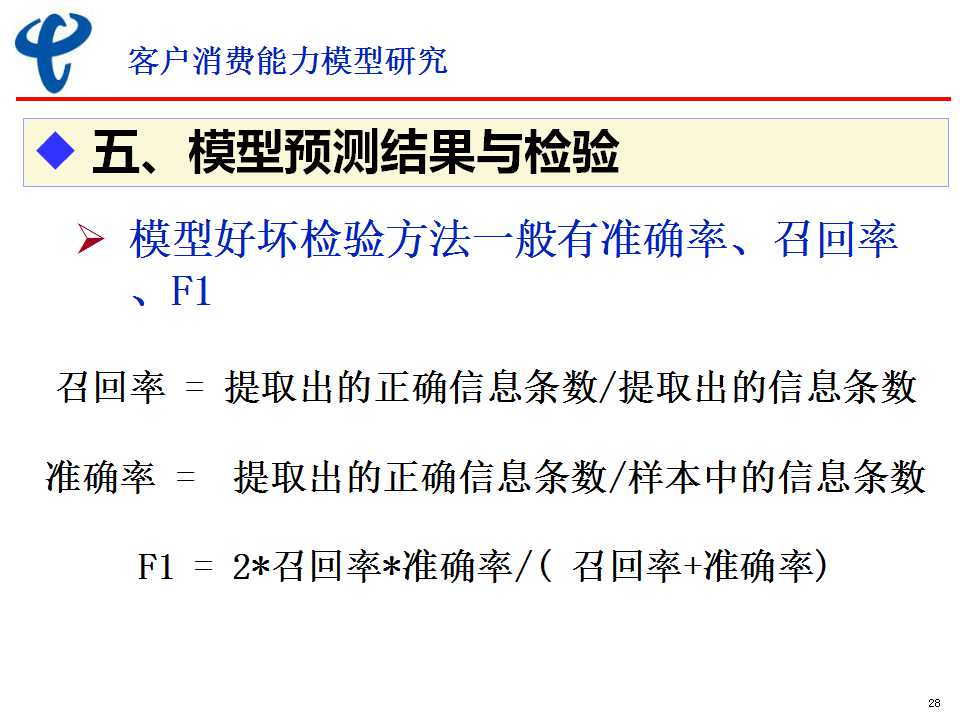 客户消费能力模型研究
五、模型预测结果与检验
模型好坏检验方法一般有准确率、召回率
、F1
召回率 = 提取出的正确信息条数/提取出的信息条数
准确率 = 提取出的正确信息条数/样本中的信息条数
F1 = 2*召回率*准确率/( 召回率+准确率)
28